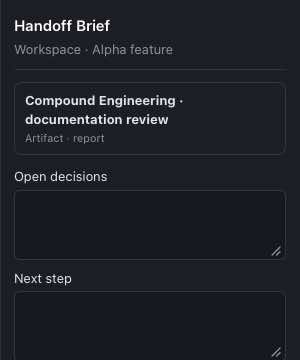 Handoff Brief
Workspace · Alpha feature
Compound Engineering ·
documentation review
Artifact · report
Open decisions
Next step